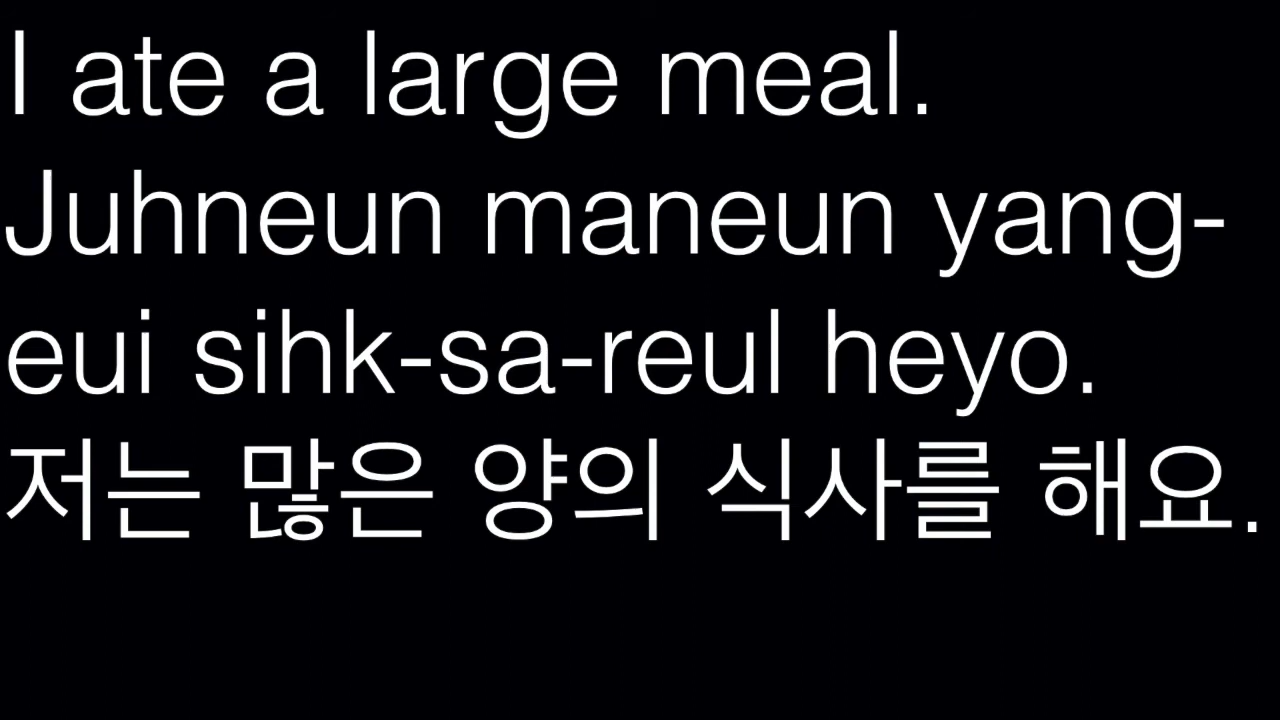 I ate a large meal.
Juhneun maneun yang-
eui sihk-sa-reul heyo.
저는 많은 양의 식사를 해요.